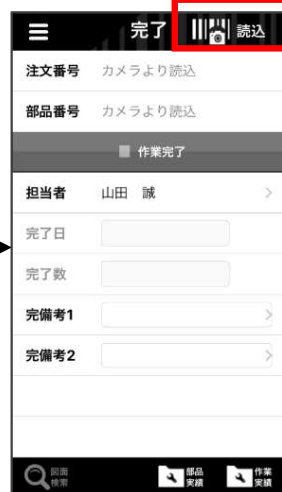 完了 読込
注文番号 カメラより読込
部品番号 カメラより読込
作業完了
担当者 山田 誠
完了日
完了数
完備考1
完備考2
図面
検索
部品
実績
作業
実績